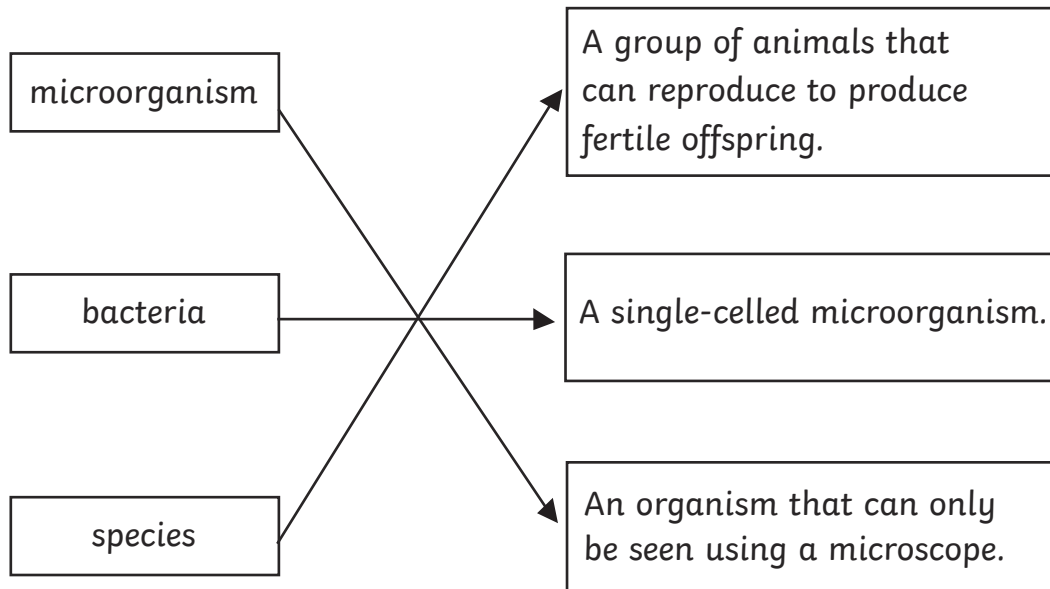 microorganism
bacteria
species
A group of animals that
can reproduce to produce
fertile offspring.
A single-celled microorganism.
An organism that can only
be seen using a microscope.